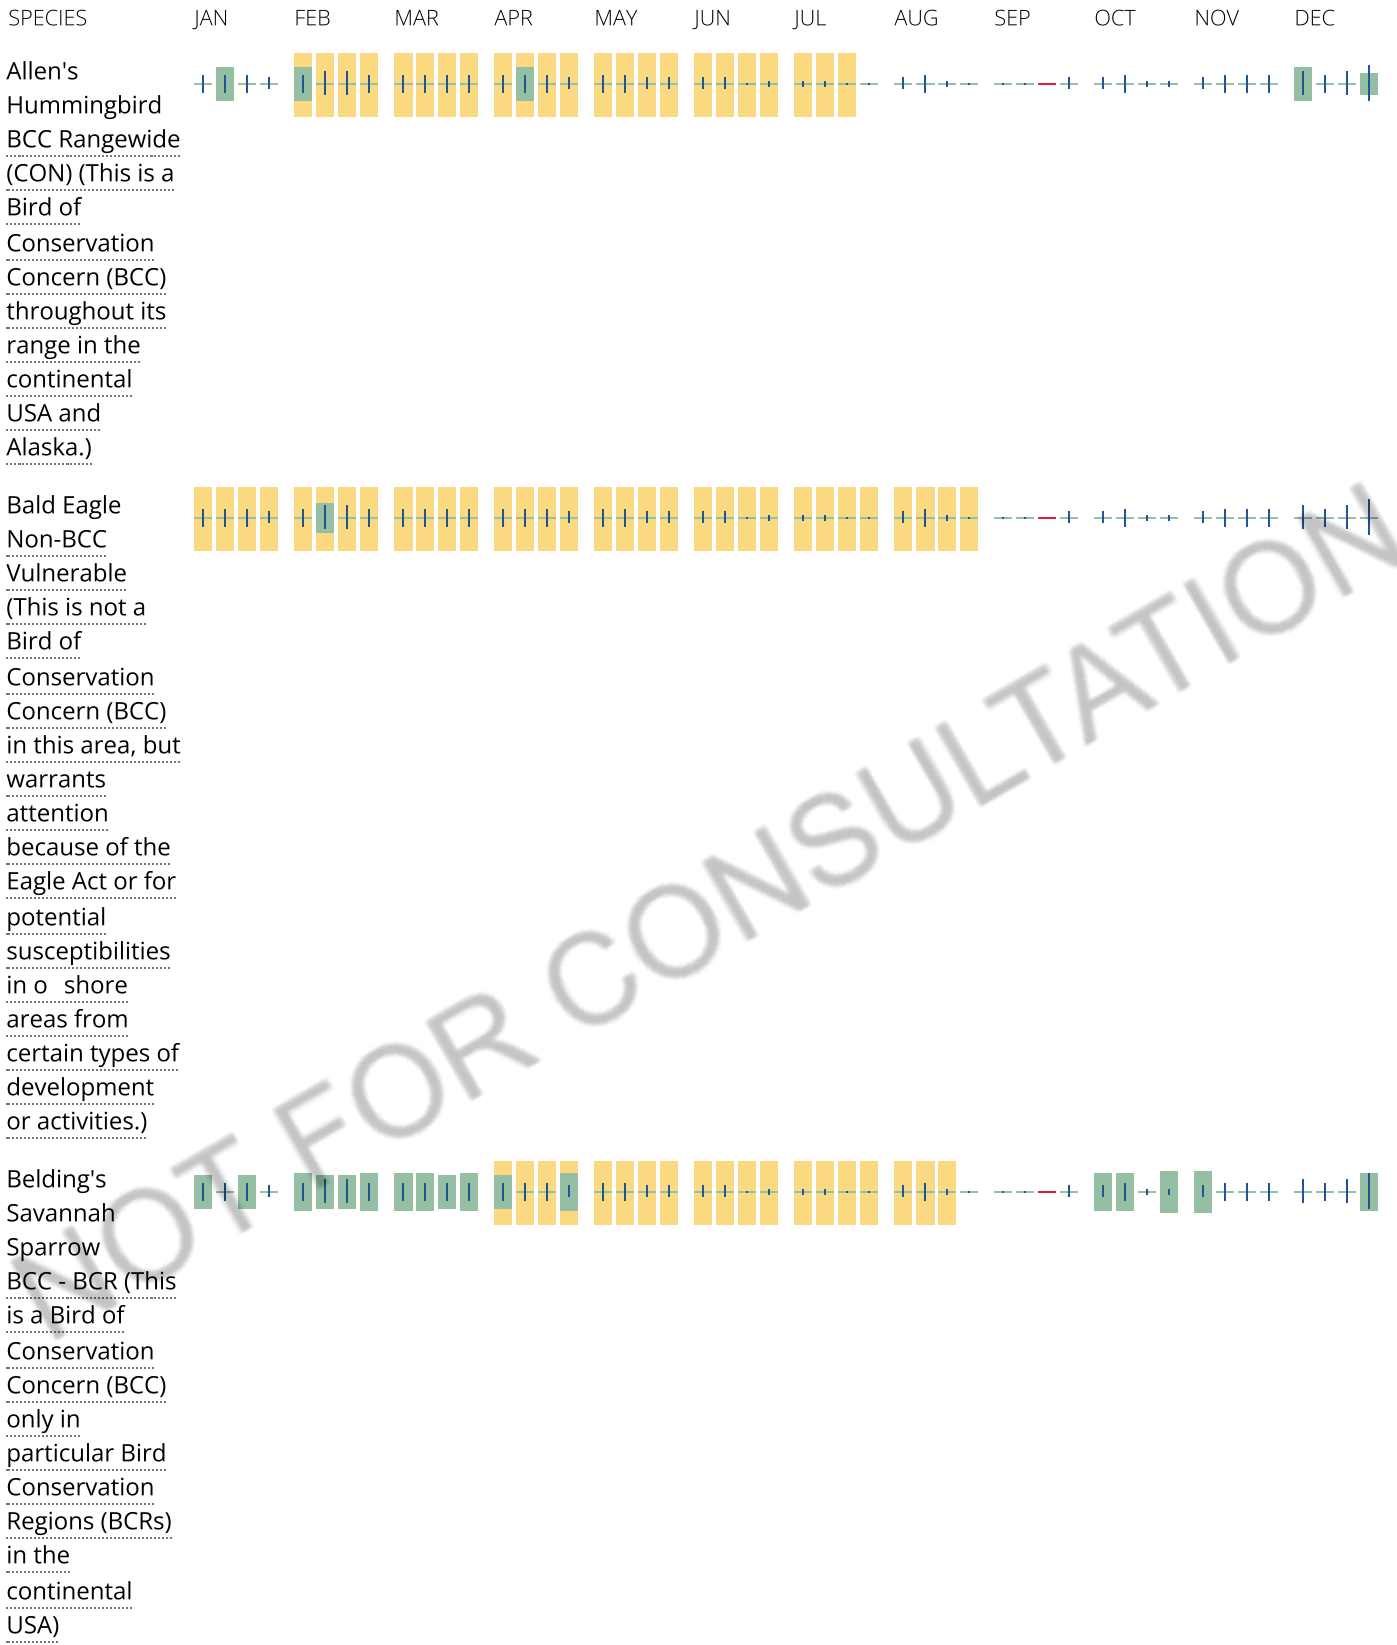 SPECIES JAN FEB MAR APR MAY JUN JUL AUG SEP OCT NOV DEC
Allen's
Hummingbird
BCC Rangewide
(CON) (This is a
Bird of
Conservation
Concern (BCC)
throughout its
range in the
continental
USA and
Alaska.)
Bald Eagle
Non-BCC
Vulnerable
(This is not a
Bird of
Conservation
Concern (BCC)
in this area, but
warrants
attention
because of the
Eagle Act or for
potential
susceptibilities
in o shore
areas from
certain types of
development
or activities.)
Belding's
Savannah
Sparrow
BCC - BCR (This
is a Bird of
Conservation
Concern (BCC)
only in
particular Bird
Conservation
Regions (BCRs)
in the
continental
USA)
NOT FOR CONSULTATION